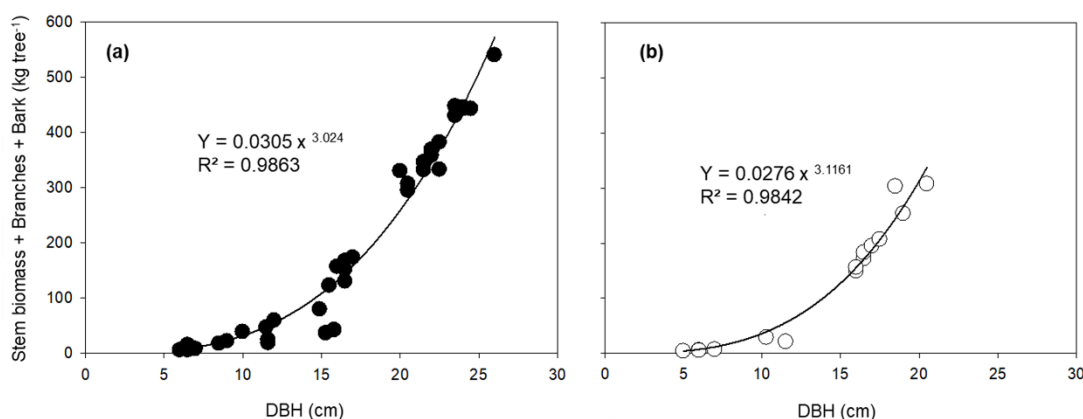 Stem biomass + Branches + Bark (kg tree⁻¹)
600
500
400
300
200
100
0
(a)
Y = 0.0305 x ³·⁰²⁴
R² = 0.9863
0 5 10 15 20 25 30
DBH (cm)
(b)
Y = 0.0276 x ³·¹¹⁶¹
R² = 0.9842
0 5 10 15 20 25 30
DBH (cm)